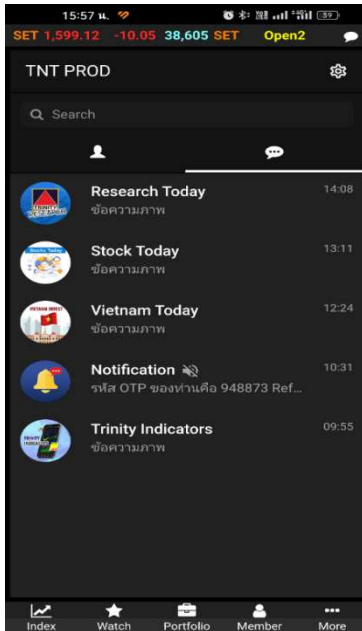 15:57 น.
39
SET 1,599.12 -10.05 38,605 SET Open2
TNT PROD
Search
Research Today 14:08
ข้อความภาพ
Stock Today 13:11
ข้อความภาพ
Vietnam Today 12:24
ข้อความภาพ
Notification 10:31
รหัส OTP ของท่านคือ 948873 Ref...
Trinity Indicators 09:55
ข้อความภาพ
Index Watch Portfolio Member More